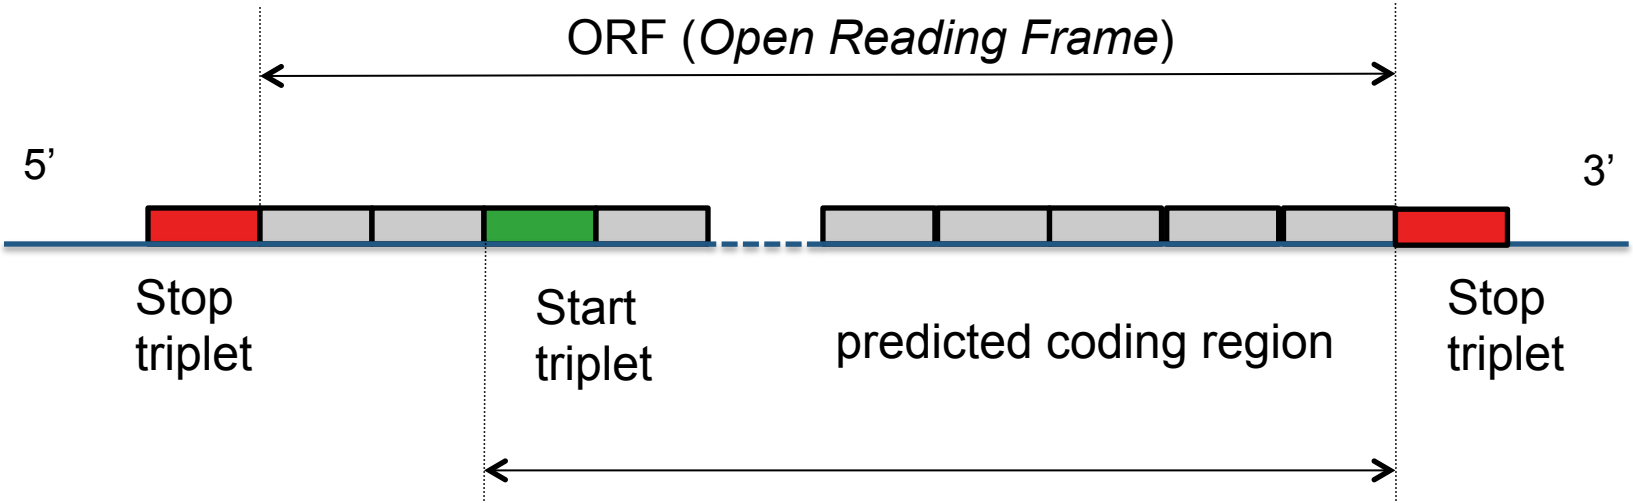 ORF (Open Reading Frame)
5’
3’
Stop
triplet
Start
triplet
predicted coding region
Stop
triplet